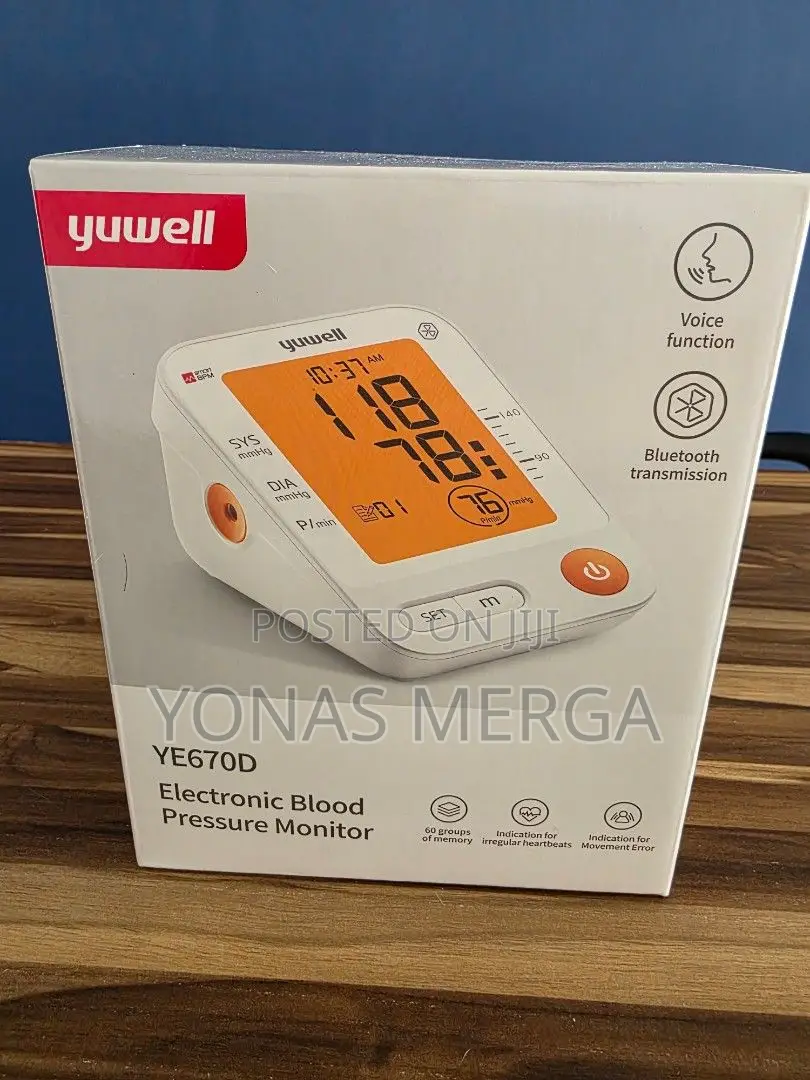 yuwell
Voice
function
Bluetooth
transmission
yuwell
smart
BPM
10:37 AM
118
78
76
P/min
01
SYS
mmHg
DIA
mmHg
P/min
140
90
mmHg
SET
m
POSTED ON JIJI
YONAS MERGA
YE670D
Electronic Blood
Pressure Monitor
60 groups
of memory
Indication for
irregular heartbeats
Indication for
Movement Error